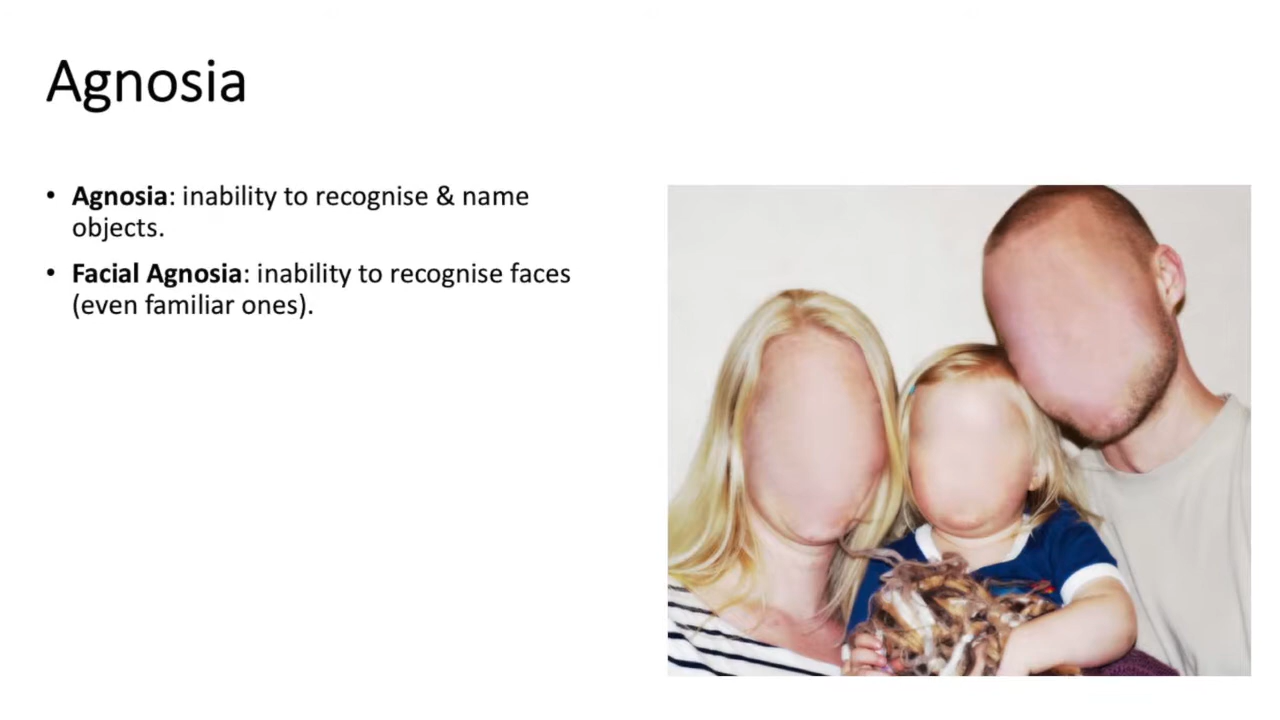 Agnosia
• Agnosia: inability to recognise & name
objects.
• Facial Agnosia: inability to recognise faces
(even familiar ones).